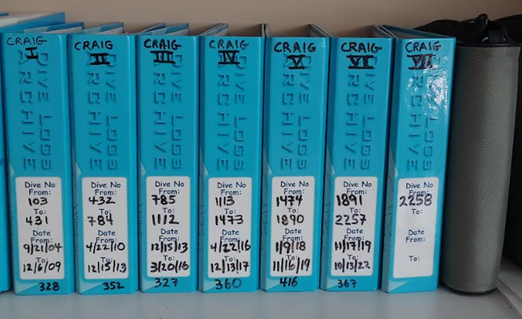 CRAIG
I
DIVE LOGS
ARCHIVE
Dive No
From:
103
To:
431
Date
From:
9/21/04
To:
12/6/09
328
CRAIG
II
DIVE LOGS
ARCHIVE
Dive No
From:
432
To:
784
Date
From:
4/22/10
To:
12/15/13
352
CRAIG
III
DIVE LOGS
ARCHIVE
Dive No
From:
785
To:
1112
Date
From:
12/15/13
To:
3/20/16
327
CRAIG
IV
DIVE LOGS
ARCHIVE
Dive No
From:
1113
To:
1473
Date
From:
4/22/16
To:
12/13/17
360
CRAIG
V
DIVE LOGS
ARCHIVE
Dive No
From:
1474
To:
1890
Date
From:
1/9/18
To:
11/16/19
416
CRAIG
VI
DIVE LOGS
ARCHIVE
Dive No
From:
1891
To:
2257
Date
From:
11/17/19
To:
10/13/22
367
CRAIG
VII
DIVE LOGS
ARCHIVE
Dive No
From:
2258
To:
Date
From:
To: